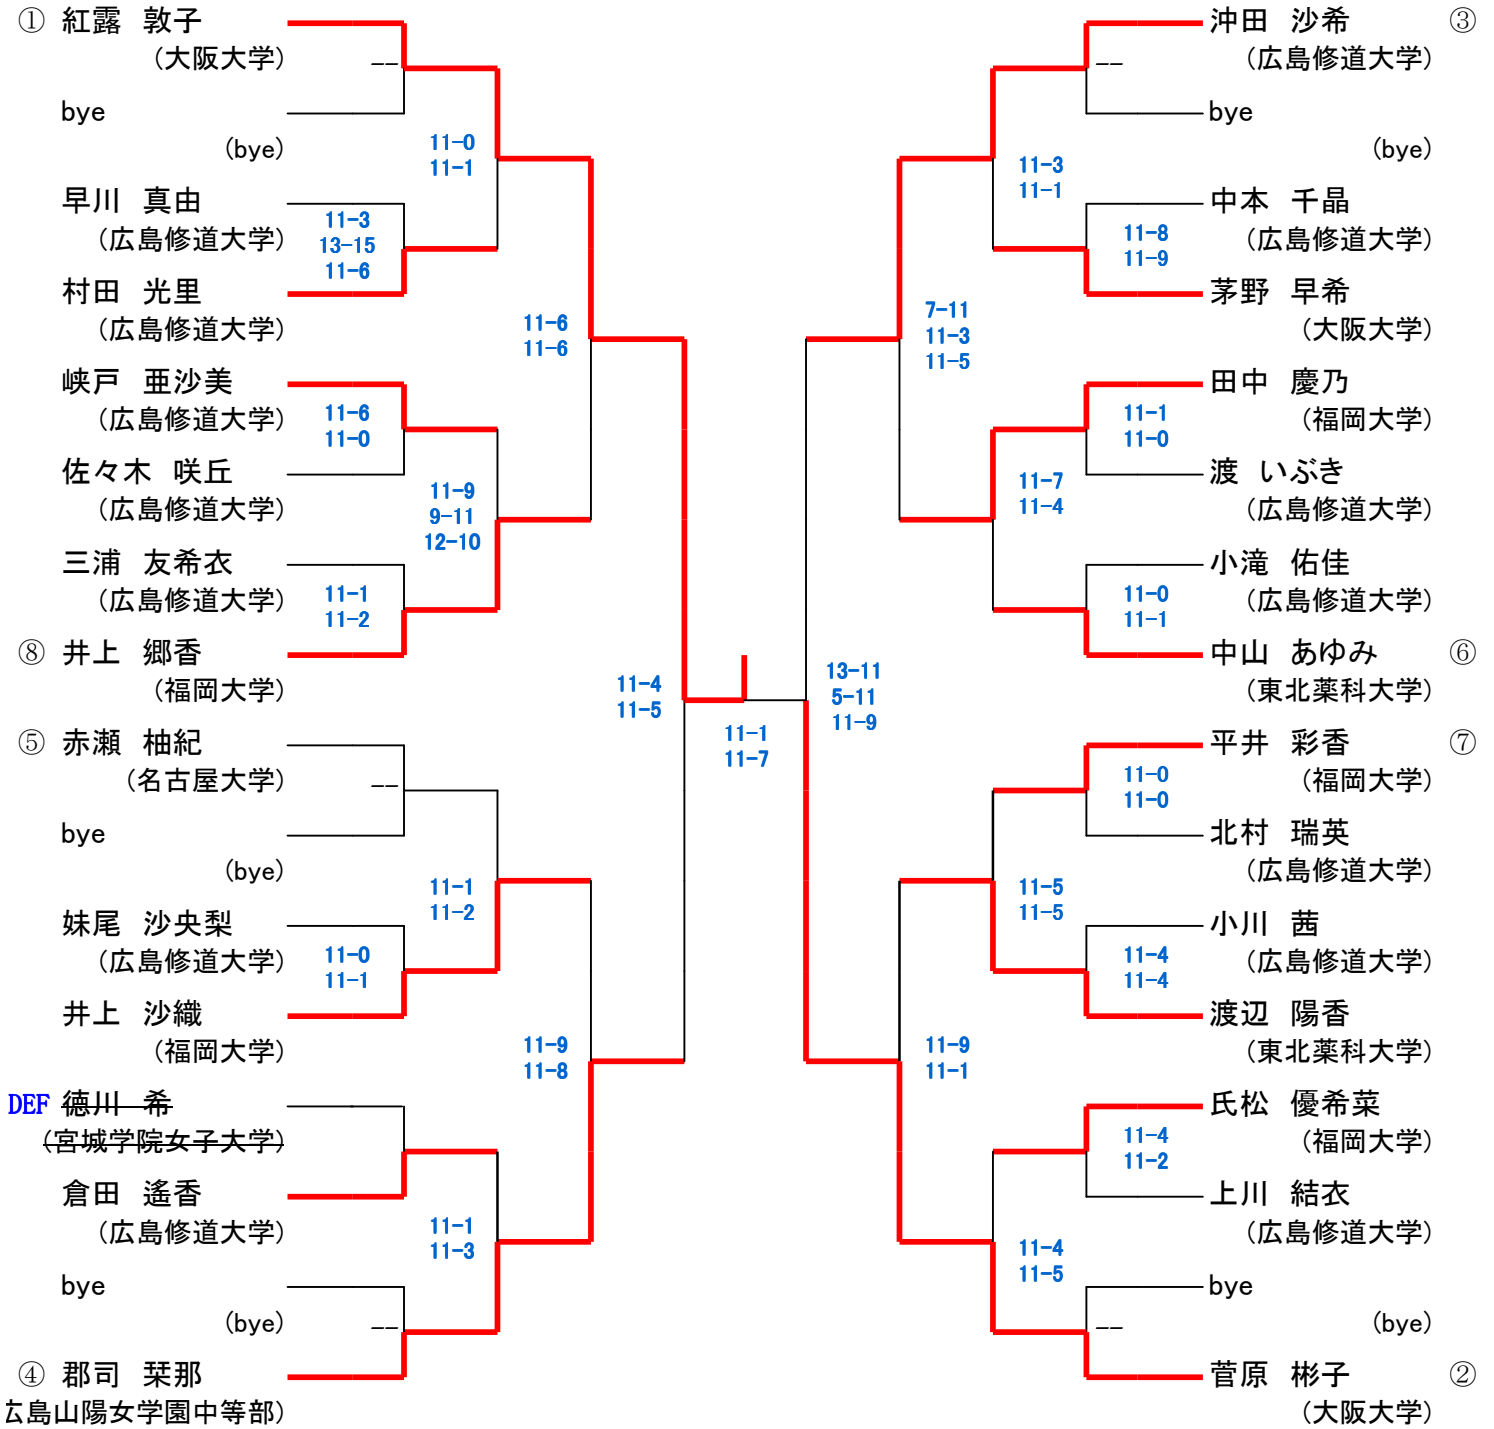 ① 紅露 敦子
(大阪大学)
--
bye
(bye)
11-0
11-1
早川 真由
(広島修道大学)
11-3
13-15
11-6
村田 光里
(広島修道大学)
11-6
11-6
峡戸 亜沙美
(広島修道大学)
11-6
11-0
佐々木 咲丘
(広島修道大学)
11-9
9-11
12-10
三浦 友希衣
(広島修道大学)
11-1
11-2
⑧ 井上 郷香
(福岡大学)
11-4
11-5
⑤ 赤瀬 柚紀
(名古屋大学)
--
bye
(bye)
11-1
11-2
妹尾 沙央梨
(広島修道大学)
11-0
11-1
井上 沙織
(福岡大学)
11-9
11-8
DEF 德川 希
(宮城学院女子大学)
倉田 遙香
(広島修道大学)
11-1
11-3
bye
(bye)
--
④ 郡司 栞那
広島山陽女学園中等部)
11-1
11-7
沖田 沙希 ③
(広島修道大学)
--
bye
(bye)
11-3
11-1
中本 千晶
(広島修道大学)
11-8
11-9
茅野 早希
(大阪大学)
7-11
11-3
11-5
田中 慶乃
(福岡大学)
11-1
11-0
渡 いぶき
(広島修道大学)
11-7
11-4
小滝 佑佳
(広島修道大学)
11-0
11-1
中山 あゆみ ⑥
(東北薬科大学)
13-11
5-11
11-9
平井 彩香 ⑦
(福岡大学)
11-0
11-0
北村 瑞英
(広島修道大学)
11-5
11-5
小川 茜
(広島修道大学)
11-4
11-4
渡辺 陽香
(東北薬科大学)
11-9
11-1
氏松 優希菜
(福岡大学)
11-4
11-2
上川 結衣
(広島修道大学)
11-4
11-5
bye
(bye)
--
菅原 彬子 ②
(大阪大学)